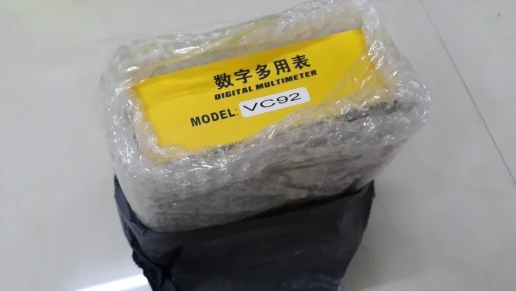 数字多用表
DIGITAL MULTIMETER
MODEL: VC92